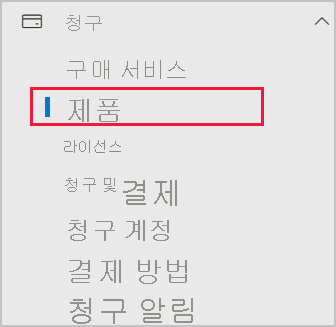 청구
구매 서비스
제품
라이선스
청구 및 결제
청구 계정
결제 방법
청구 알림